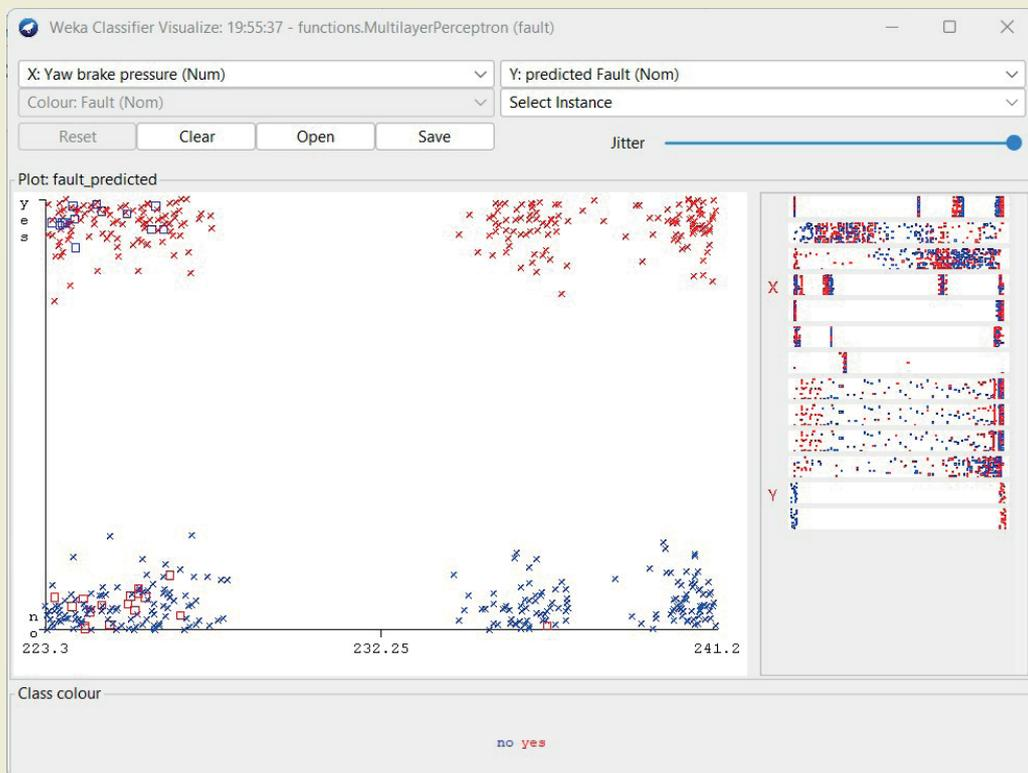 Weka Classifier Visualize: 19:55:37 - functions.MultilayerPerceptron (fault)
X: Yaw brake pressure (Num)
Y: predicted Fault (Nom)
Colour: Fault (Nom)
Select Instance
Reset
Clear
Open
Save
Jitter
Plot: fault_predicted
y
e
s
X
Y
n
o
223.3
232.25
241.2
Class colour
no yes